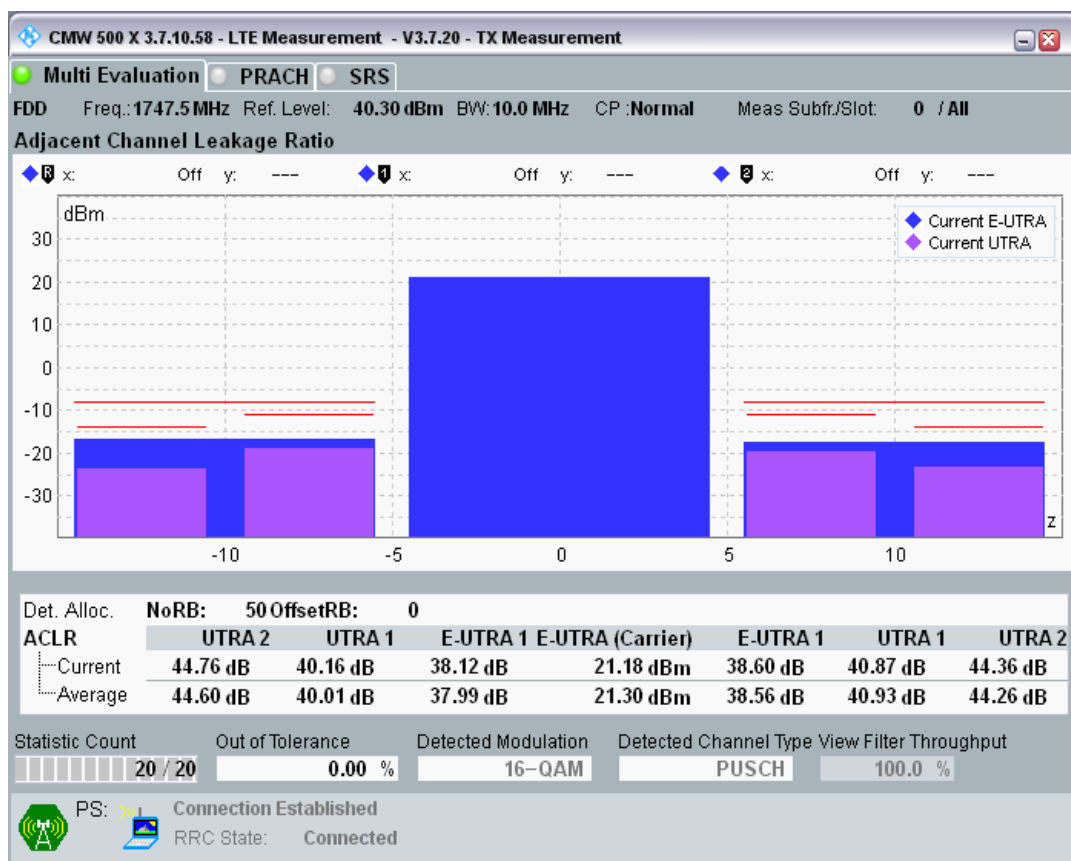 CMW 500 X 3.7.10.58 - LTE Measurement - V3.7.20 - TX Measurement
Multi Evaluation PRACH SRS
FDD Freq.: 1747.5 MHz Ref. Level: 40.30 dBm BW: 10.0 MHz CP :Normal Meas Subfr./Slot: 0 / All
Adjacent Channel Leakage Ratio
R x: Off y: --- 1 x: Off y: --- 2 x: Off y: ---
dBm
Current E-UTRA
Current UTRA
30
20
10
0
-10
-20
-30
z
-10 -5 0 5 10
Det. Alloc. NoRB: 50 OffsetRB: 0
ACLR UTRA 2 UTRA 1 E-UTRA 1 E-UTRA (Carrier) E-UTRA 1 UTRA 1 UTRA 2
Current 44.76 dB 40.16 dB 38.12 dB 21.18 dBm 38.60 dB 40.87 dB 44.36 dB
Average 44.60 dB 40.01 dB 37.99 dB 21.30 dBm 38.56 dB 40.93 dB 44.26 dB
Statistic Count Out of Tolerance Detected Modulation Detected Channel Type View Filter Throughput
20 / 20 0.00 % 16-QAM PUSCH 100.0 %
PS: Connection Established
RRC State: Connected